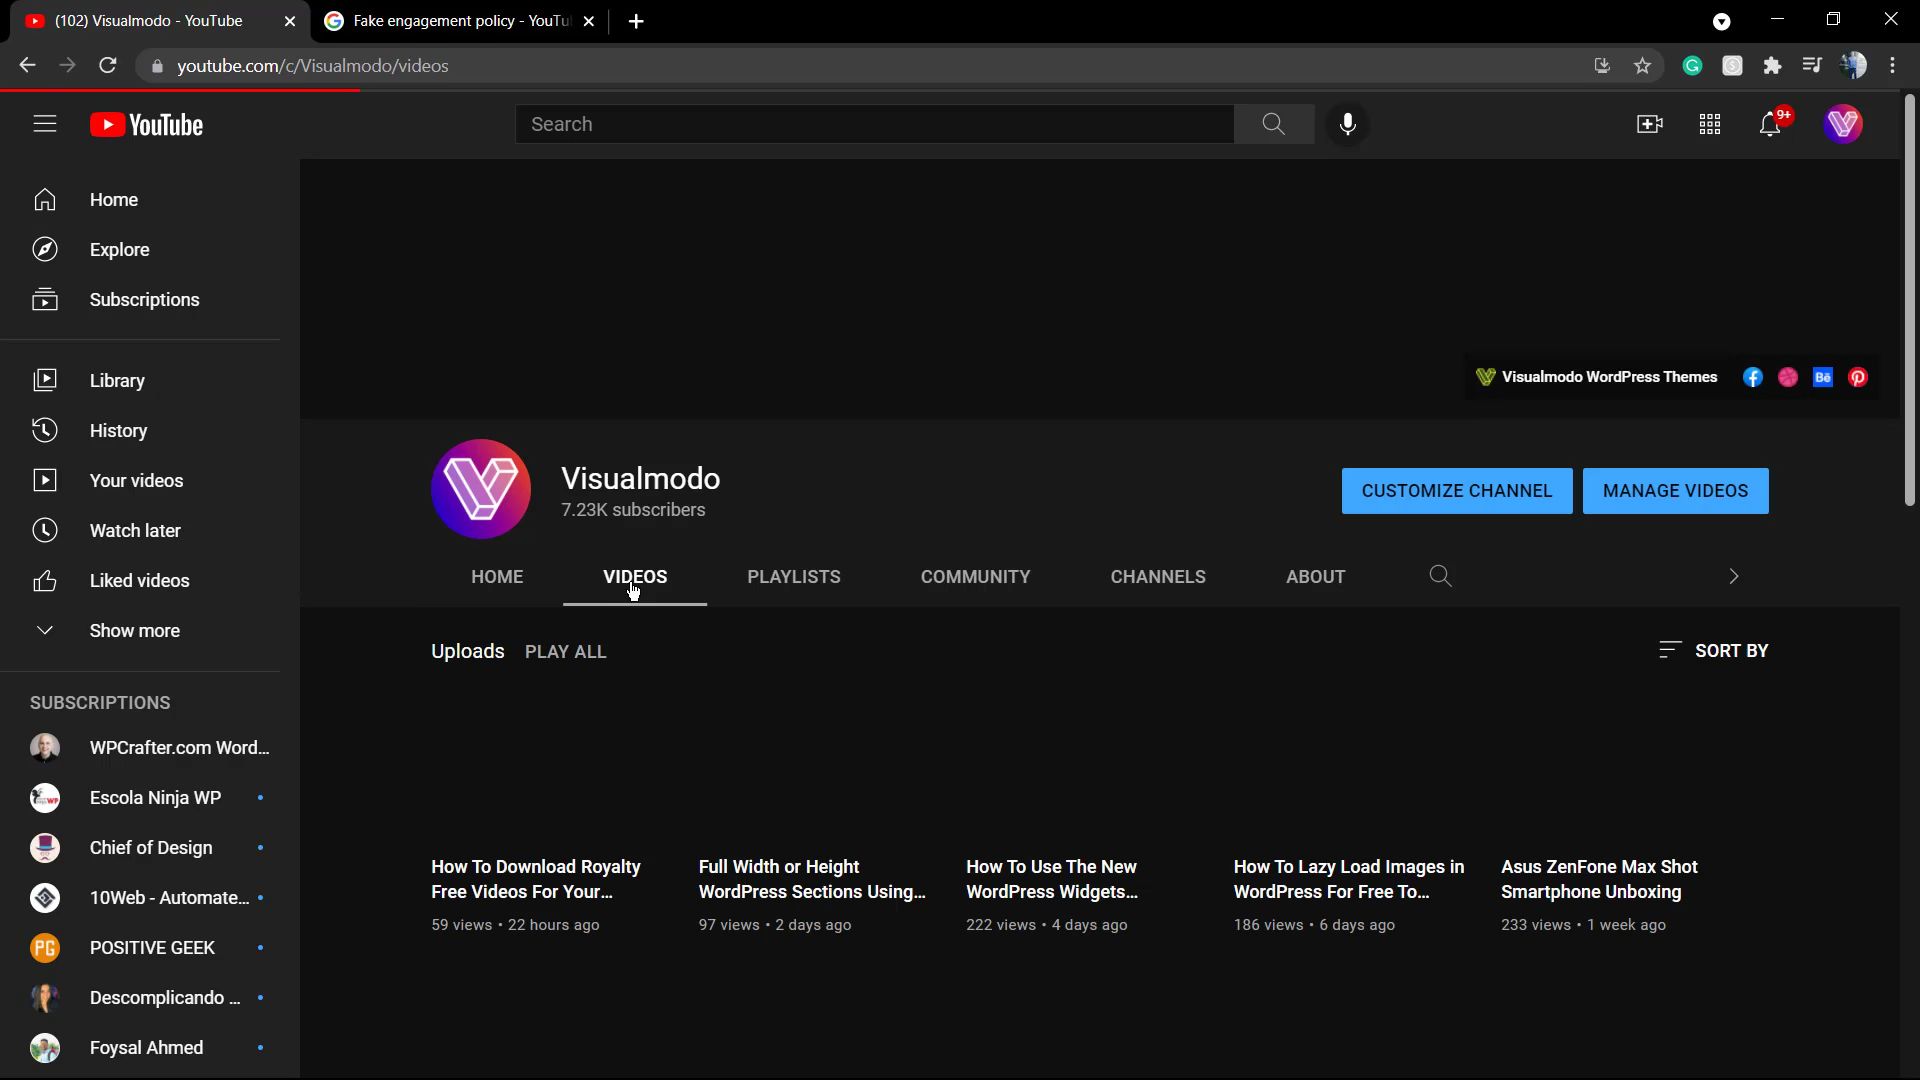 (102) Visualmodo - YouTube
Fake engagement policy - YouTu
youtube.com/c/Visualmodo/videos
YouTube
Search
9+
Home
Explore
Subscriptions
Library
History
Your videos
Watch later
Liked videos
Show more
SUBSCRIPTIONS
WPCrafter.com Word...
Escola Ninja WP
Chief of Design
10Web - Automate...
PG
POSITIVE GEEK
Descomplicando ...
Foysal Ahmed
Visualmodo WordPress Themes
Bē
Visualmodo
7.23K subscribers
CUSTOMIZE CHANNEL
MANAGE VIDEOS
HOME
VIDEOS
PLAYLISTS
COMMUNITY
CHANNELS
ABOUT
Uploads
PLAY ALL
SORT BY
How To Download Royalty
Free Videos For Your...
59 views • 22 hours ago
Full Width or Height
WordPress Sections Using...
97 views • 2 days ago
How To Use The New
WordPress Widgets...
222 views • 4 days ago
How To Lazy Load Images in
WordPress For Free To...
186 views • 6 days ago
Asus ZenFone Max Shot
Smartphone Unboxing
233 views • 1 week ago